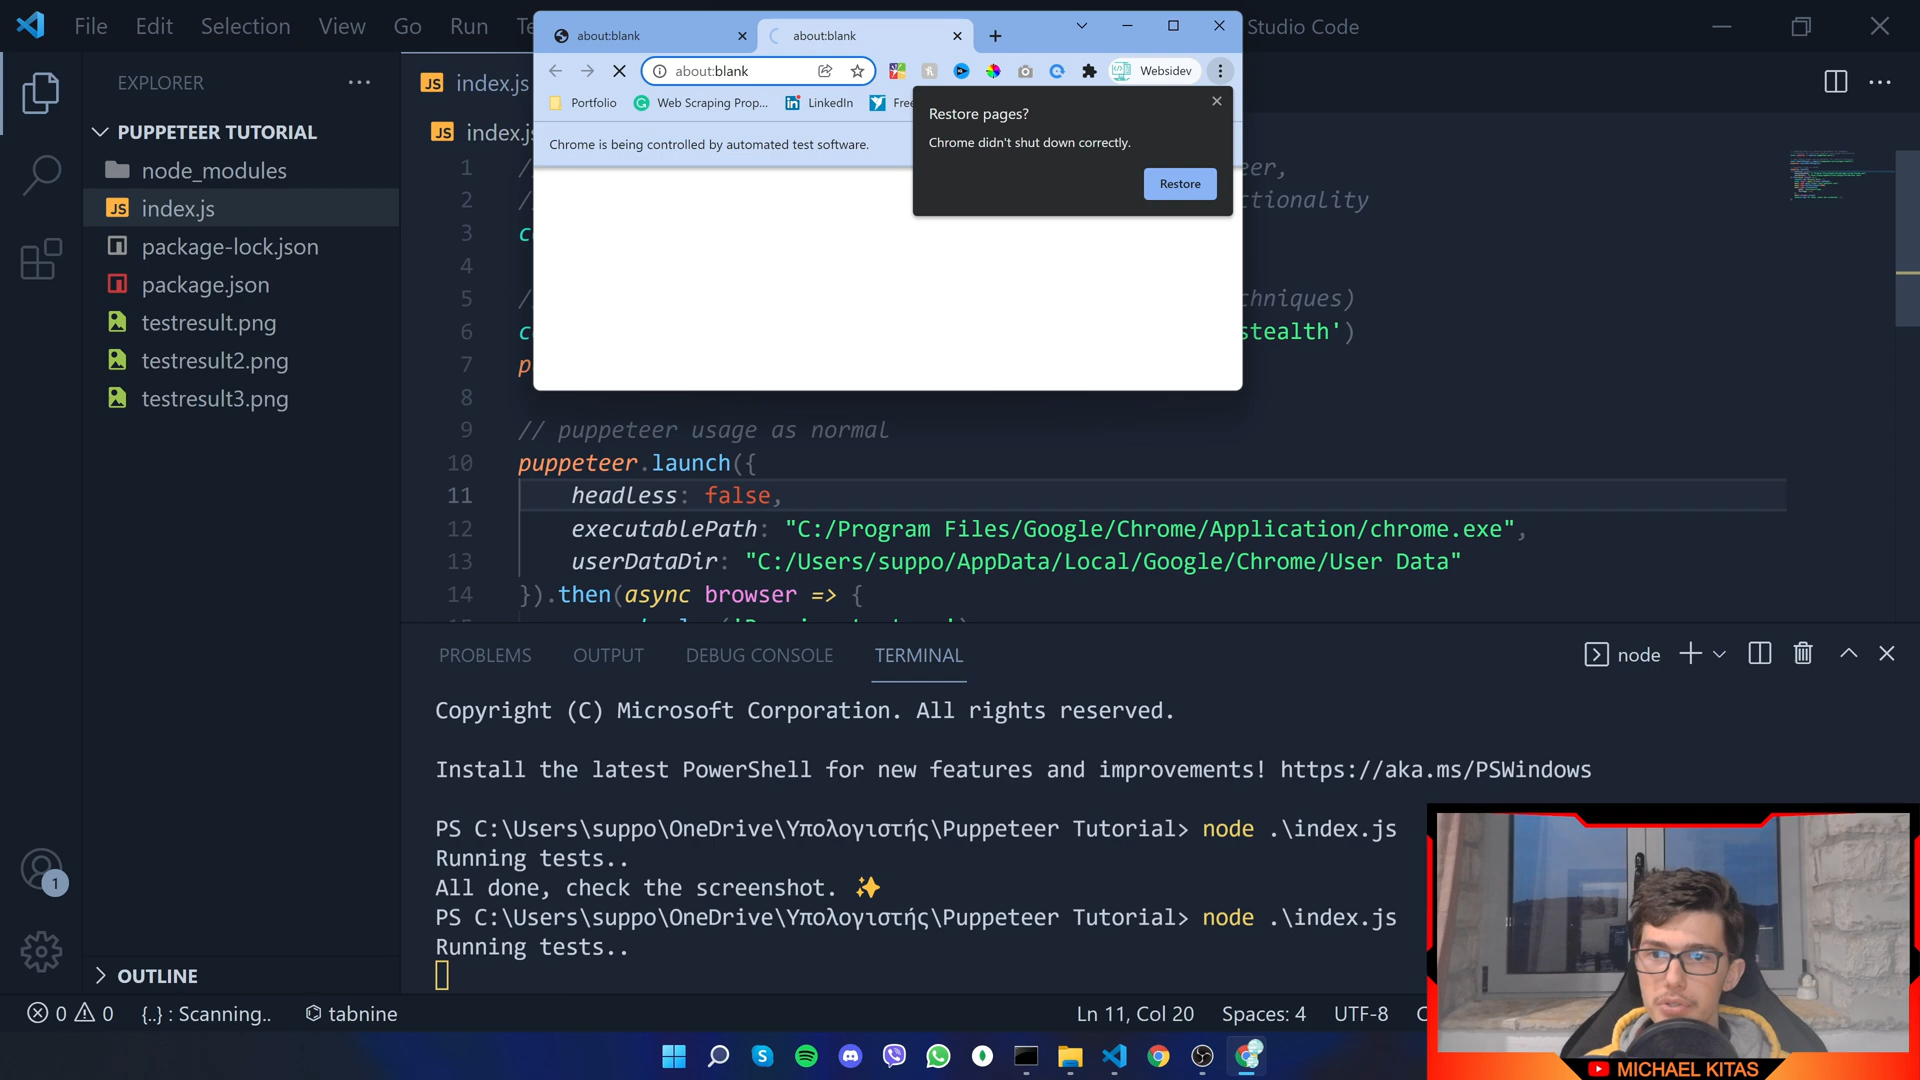 File Edit Selection View Go Run Te
Studio Code
about:blank
about:blank
about:blank
Websidev
Portfolio
Web Scraping Prop...
LinkedIn
Fre
Chrome is being controlled by automated test software.
Restore pages?
Chrome didn't shut down correctly.
Restore
EXPLORER
PUPPETEER TUTORIAL
node_modules
JS index.js
package-lock.json
package.json
testresult.png
testresult2.png
testresult3.png
OUTLINE
JS index.js
JS index.js
1 // eer,
2 // ctionality
3 co
4
5 // chniques)
6 co stealth')
7 p
8
9 // puppeteer usage as normal
10 puppeteer.launch({
11 headless: false,
12 executablePath: "C:/Program Files/Google/Chrome/Application/chrome.exe",
13 userDataDir: "C:/Users/suppo/AppData/Local/Google/Chrome/User Data"
14 }).then(async browser => {
PROBLEMS OUTPUT DEBUG CONSOLE TERMINAL
node
Copyright (C) Microsoft Corporation. All rights reserved.
Install the latest PowerShell for new features and improvements! https://aka.ms/PSWindows
PS C:\Users\suppo\OneDrive\Υπολογιστής\Puppeteer Tutorial> node .\index.js
Running tests..
All done, check the screenshot. ✨
PS C:\Users\suppo\OneDrive\Υπολογιστής\Puppeteer Tutorial> node .\index.js
Running tests..
1
0 0 {..} : Scanning.. tabnine
Ln 11, Col 20 Spaces: 4 UTF-8 C
MICHAEL KITAS